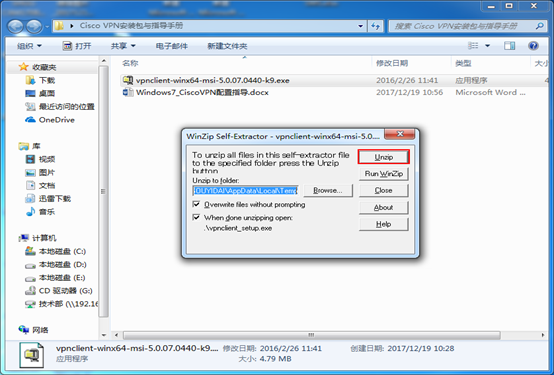 Cisco VPN安装包与指导手册
搜索 Cisco VPN安装包与指导手册
组织 打开 共享 电子邮件 新建文件夹
收藏夹
下载
桌面
最近访问的位置
OneDrive
库
视频
图片
文档
迅雷下载
音乐
计算机
本地磁盘 (C:)
本地磁盘 (D:)
本地磁盘 (E:)
CD 驱动器 (G:)
技术部 (\\192.16
网络
名称 修改日期 类型 大小
vpnclient-winx64-msi-5.0.07.0440-k9.exe 2016/2/26 11:41 应用程序 4
Windows7_CiscoVPN配置指导.docx 2017/12/19 10:56 Microsoft Word ...
WinZip Self-Extractor - vpnclient-winx64-msi-5.0...
To unzip all files in this self-extractor file
to the specified folder press the Unzip
button.
Unzip to folder:
OUYIDAI\AppData\Local\Temp
Browse...
Overwrite files without prompting
When done unzipping open:
.\vpnclient_setup.exe
Unzip
Run WinZip
Close
About
Help
vpnclient-winx64-msi-5.0.07.0440-k9.... 修改日期: 2016/2/26 11:41 创建日期: 2017/12/19 10:28
应用程序 大小: 4.79 MB